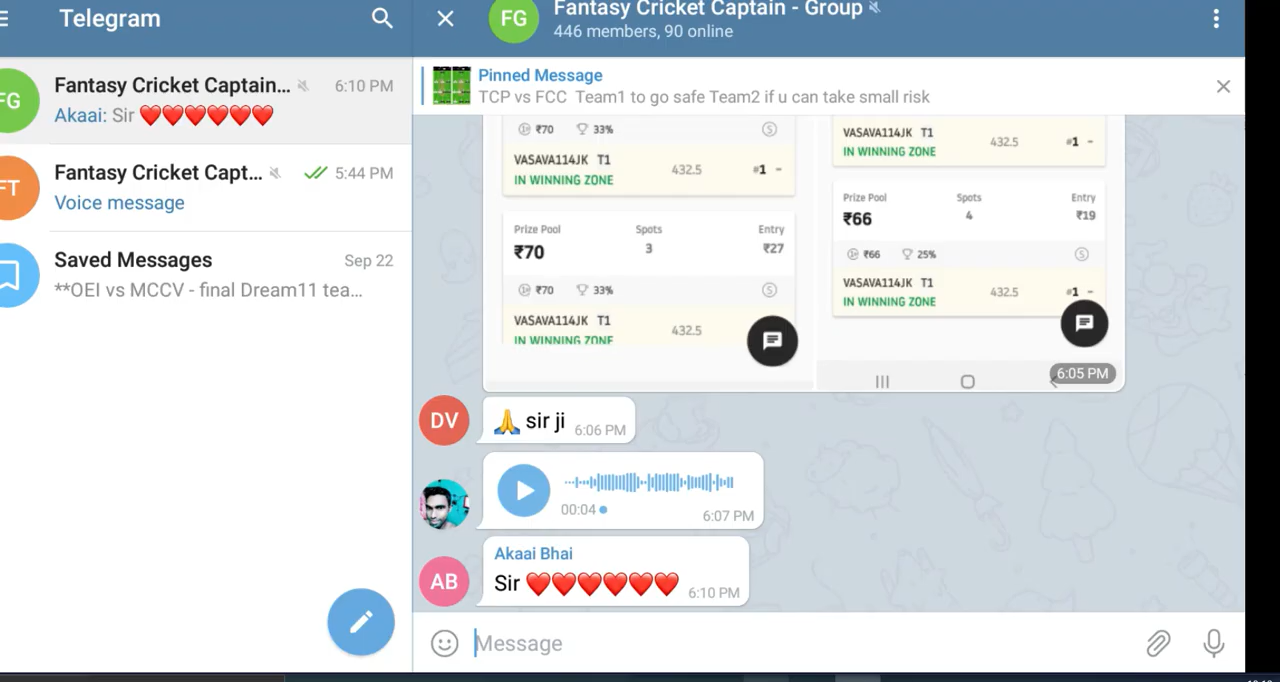 Telegram
FG
Fantasy Cricket Captain...
6:10 PM
Akaai: Sir ❤️❤️❤️❤️❤️❤️
FT
Fantasy Cricket Capt...
5:44 PM
Voice message
Saved Messages
Sep 22
**OEI vs MCCV - final Dream11 tea...
FG
Fantasy Cricket Captain - Group
446 members, 90 online
Pinned Message
TCP vs FCC Team1 to go safe Team2 if u can take small risk
₹70 33% S
VASAVA114JK T1
IN WINNING ZONE
432.5
#1 -
Prize Pool Spots Entry
₹70 3 ₹27
₹70 33% S
VASAVA114JK T1
IN WINNING ZONE
432.5
VASAVA114JK T1
IN WINNING ZONE
432.5
#1 -
Prize Pool Spots Entry
₹66 4 ₹19
₹66 25% S
VASAVA114JK T1
IN WINNING ZONE
432.5
#1 -
6:05 PM
DV
🙏 sir ji 6:06 PM
00:04
6:07 PM
Akaai Bhai
AB
Sir ❤️❤️❤️❤️❤️❤️ 6:10 PM
Message